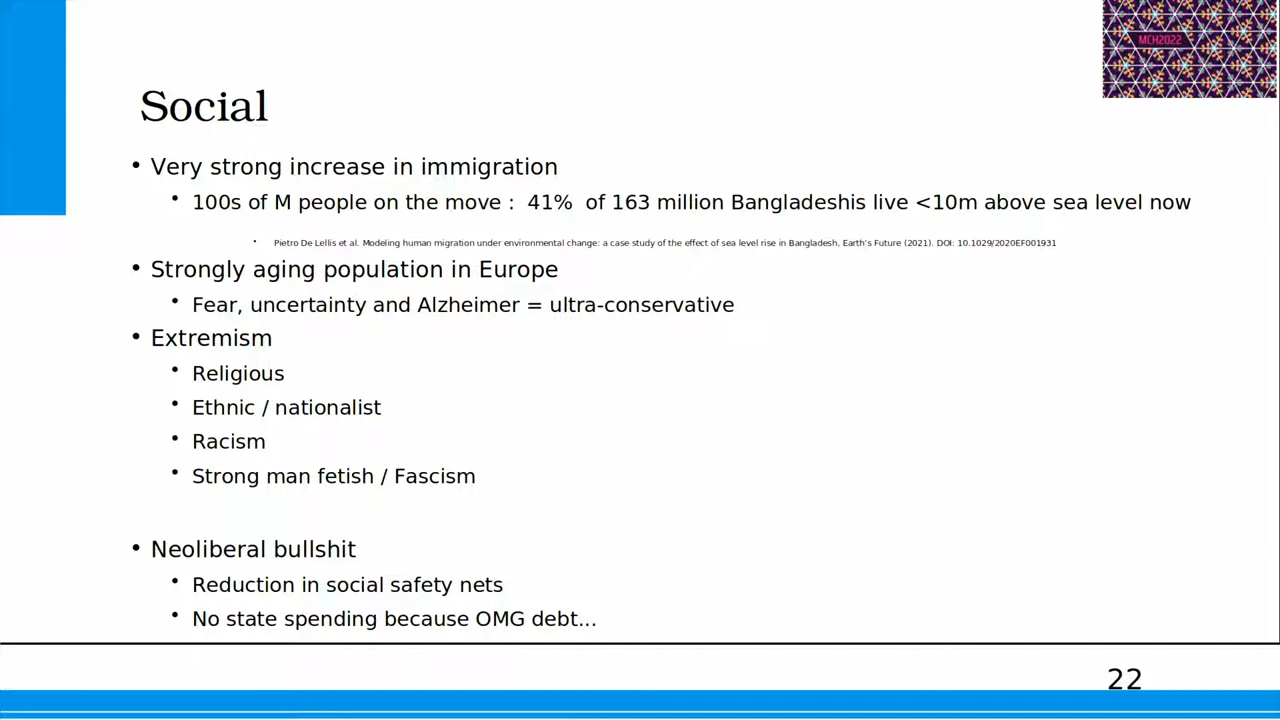 MCH2022
Social
• Very strong increase in immigration
• 100s of M people on the move : 41% of 163 million Bangladeshis live <10m above sea level now
• Pietro De Lellis et al. Modeling human migration under environmental change: a case study of the effect of sea level rise in Bangladesh, Earth's Future (2021). DOI: 10.1029/2020EF001931
• Strongly aging population in Europe
• Fear, uncertainty and Alzheimer = ultra-conservative
• Extremism
• Religious
• Ethnic / nationalist
• Racism
• Strong man fetish / Fascism
• Neoliberal bullshit
• Reduction in social safety nets
• No state spending because OMG debt...
22